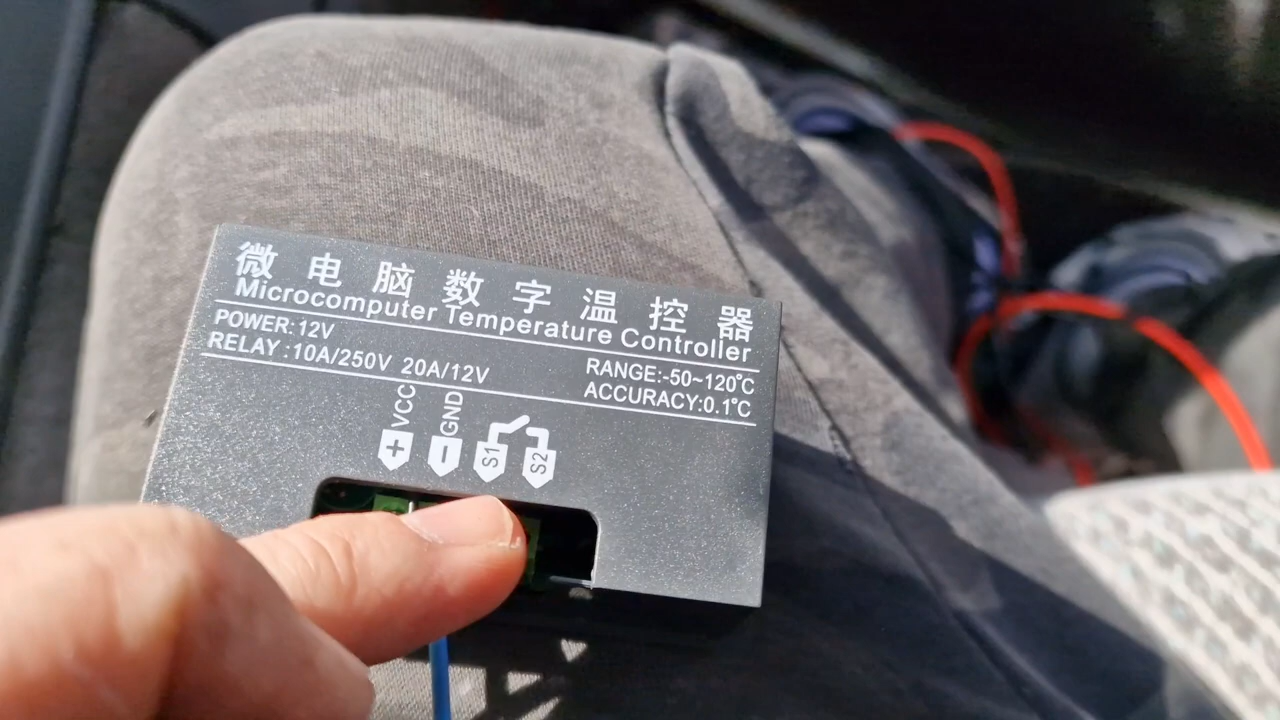 微电脑数字温控器
Microcomputer Temperature Controller
POWER:12V
RELAY :10A/250V 20A/12V
RANGE:-50~120℃
ACCURACY:0.1℃
VCC
GND
+
−
S1
S2